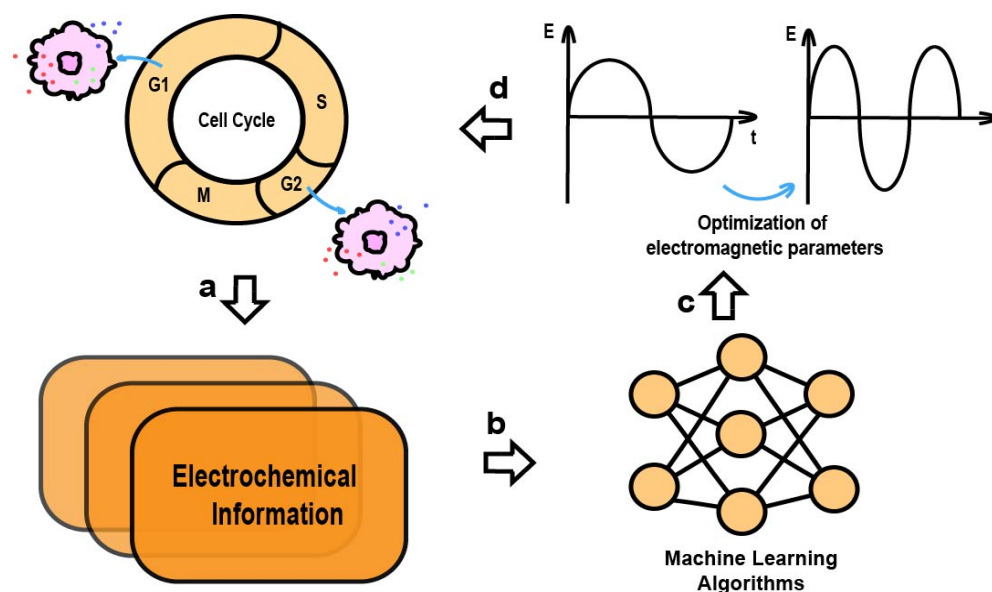 G1
S
Cell Cycle
M
G2
E
t
E
d
Optimization of
electromagnetic parameters
a
c
b
Electrochemical
Information
Machine Learning
Algorithms